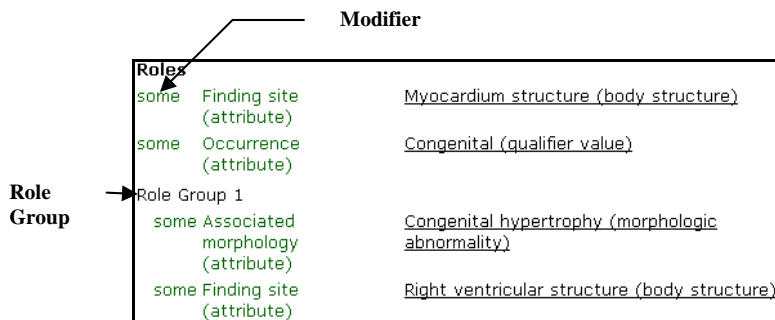 Modifier
Roles
some Finding site Myocardium structure (body structure)
(attribute)
some Occurrence Congenital (qualifier value)
(attribute)
Role
Group
Role Group 1
some Associated Congenital hypertrophy (morphologic
morphology abnormality)
(attribute)
some Finding site Right ventricular structure (body structure)
(attribute)